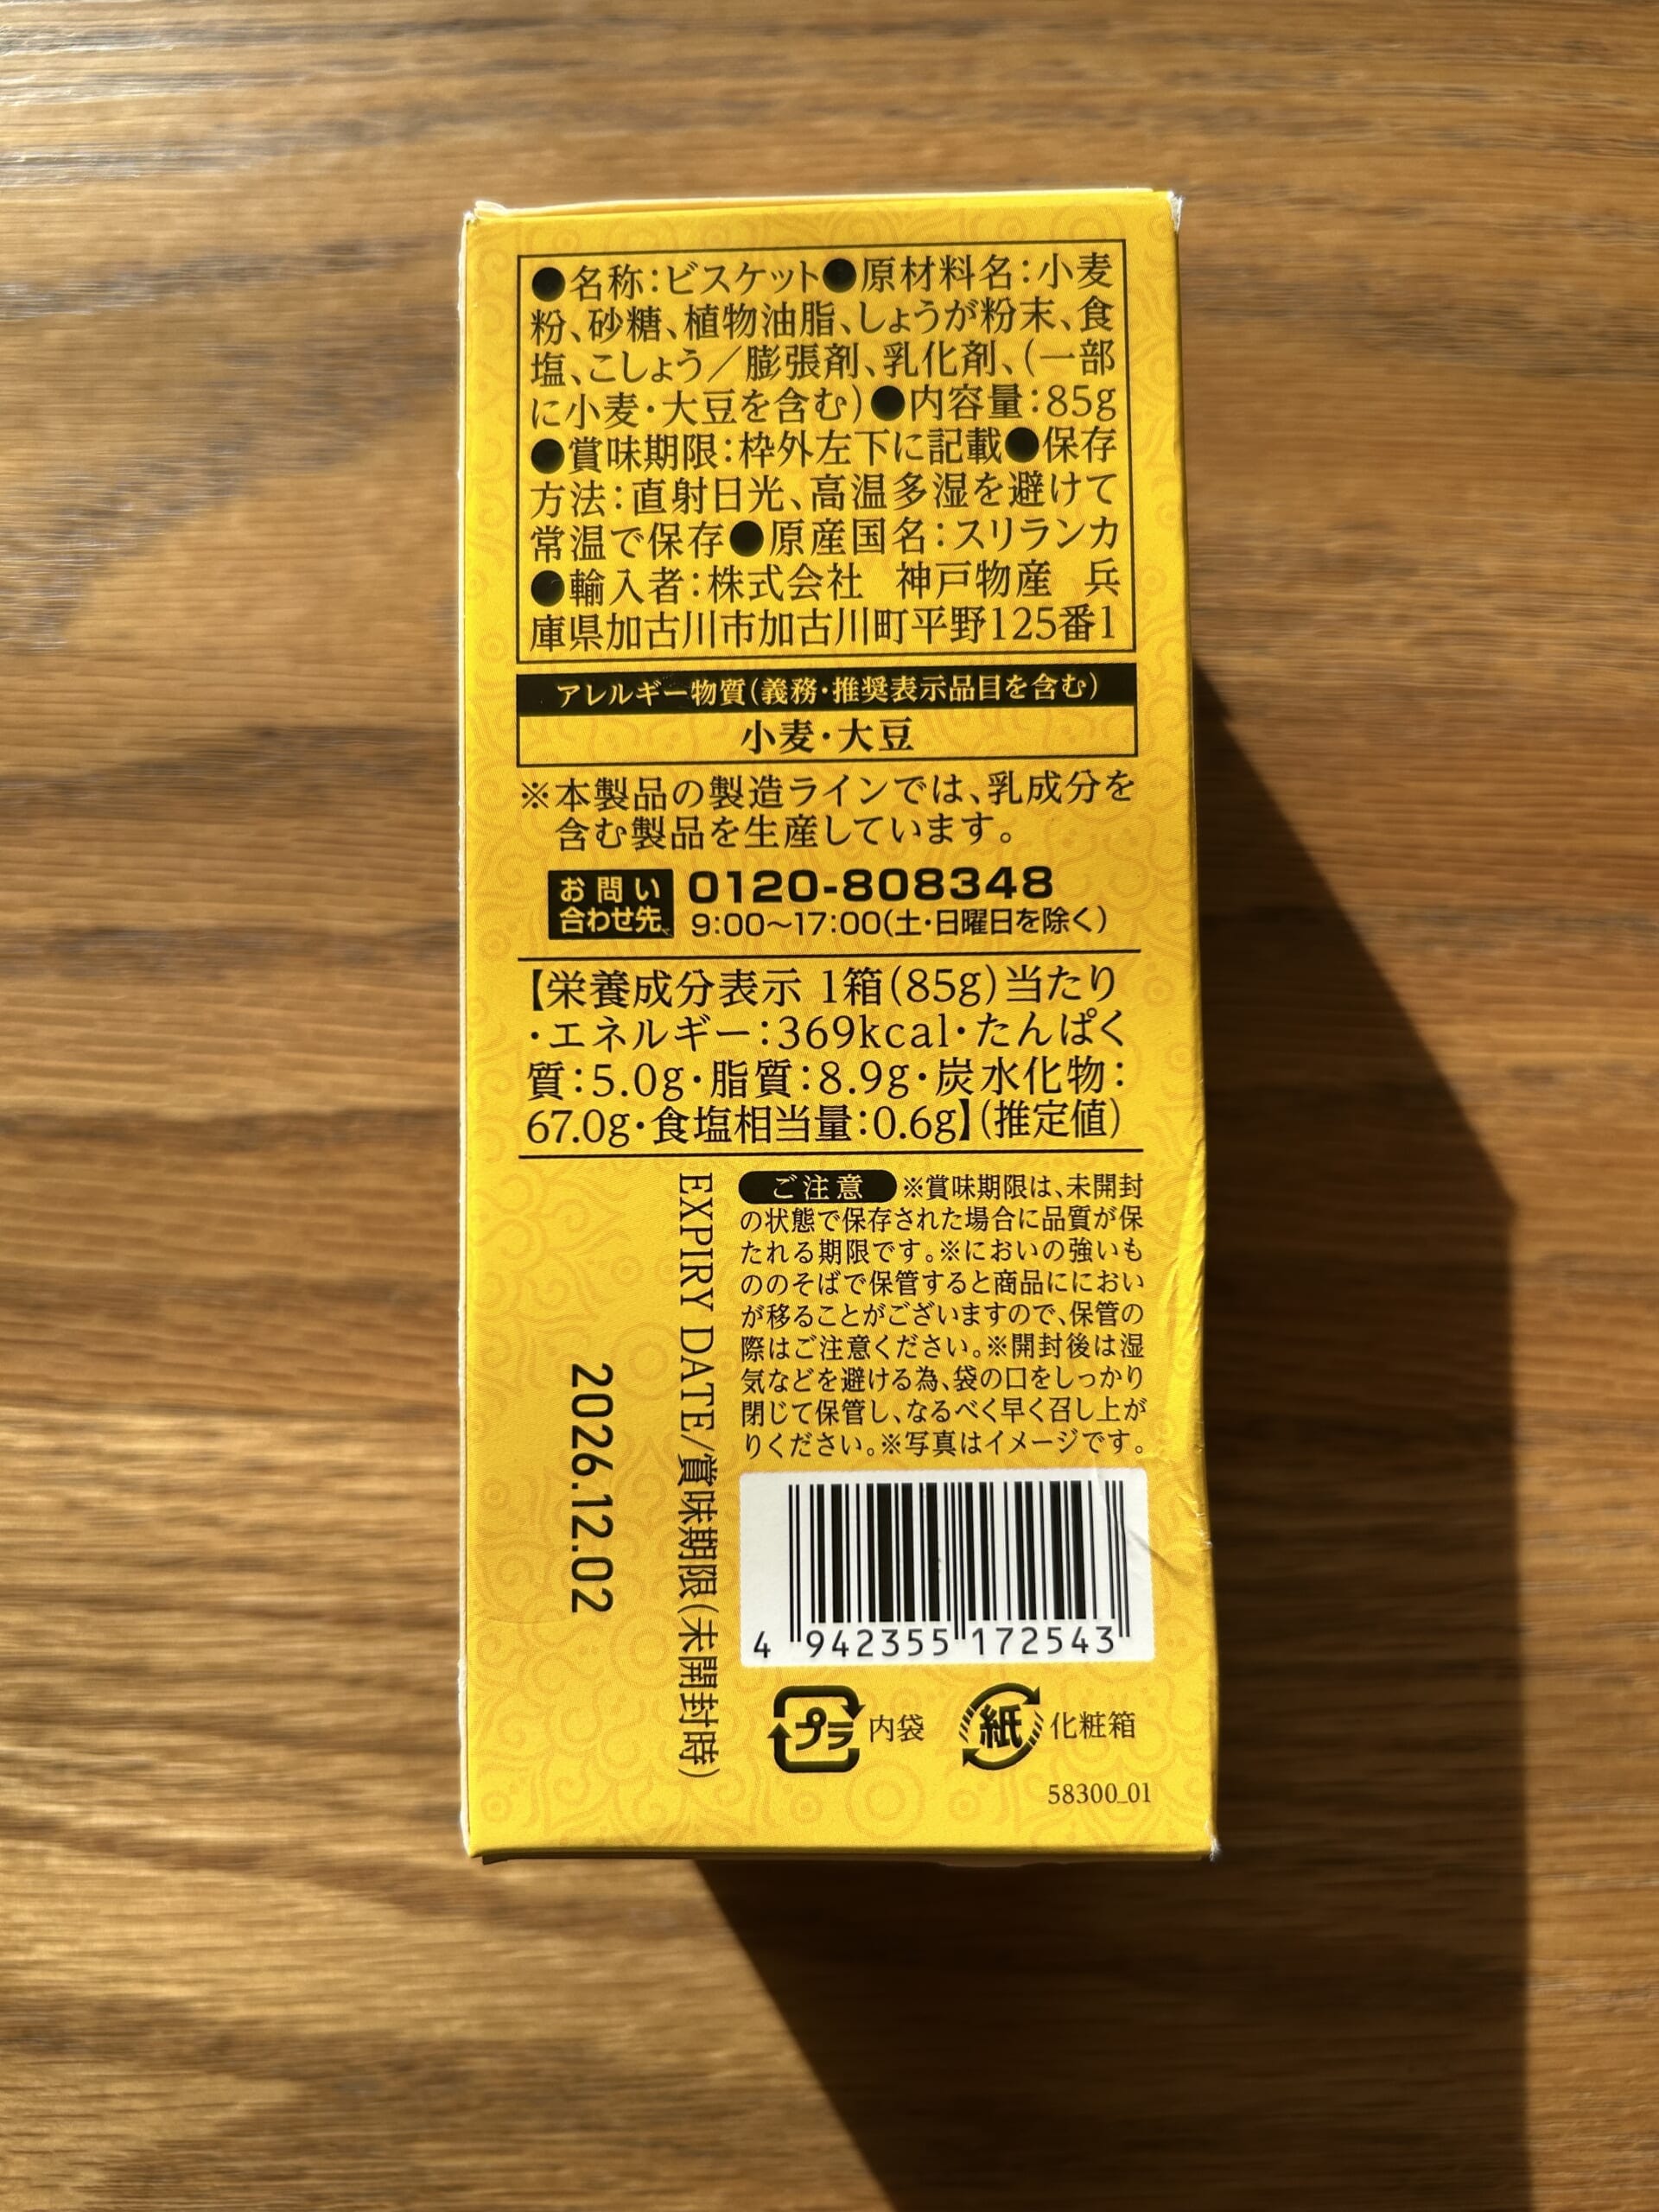 ●名称：ビスケット●原材料名：小麦
粉、砂糖、植物油脂、しょうが粉末、食
塩、こしょう／膨張剤、乳化剤、(一部
に小麦・大豆を含む)●内容量：85g
●賞味期限：枠外左下に記載●保存
方法：直射日光、高温多湿を避けて
常温で保存●原産国名：スリランカ
●輸入者：株式会社　神戸物産　兵
庫県加古川市加古川町平野125番1
アレルギー物質(義務・推奨表示品目を含む)
小麦・大豆
※本製品の製造ラインでは、乳成分を
含む製品を生産しています。
お問い
合わせ先
0120-808348
9:00～17:00(土・日曜日を除く)
【栄養成分表示 1箱(85g)当たり
・エネルギー：369kcal・たんぱく
質：5.0g・脂質：8.9g・炭水化物：
67.0g・食塩相当量：0.6g】(推定値)
ご注意 ※賞味期限は、未開封
の状態で保存された場合に品質が保
たれる期限です。※においの強いも
ののそばで保管すると商品ににおい
が移ることがございますので、保管の
際はご注意ください。※開封後は湿
気などを避ける為、袋の口をしっかり
閉じて保管し、なるべく早く召し上が
りください。※写真はイメージです。
EXPIRY DATE/賞味期限(未開封時)
2026.12.02
4 942355 172543
プラ 内袋
紙 化粧箱
58300_01